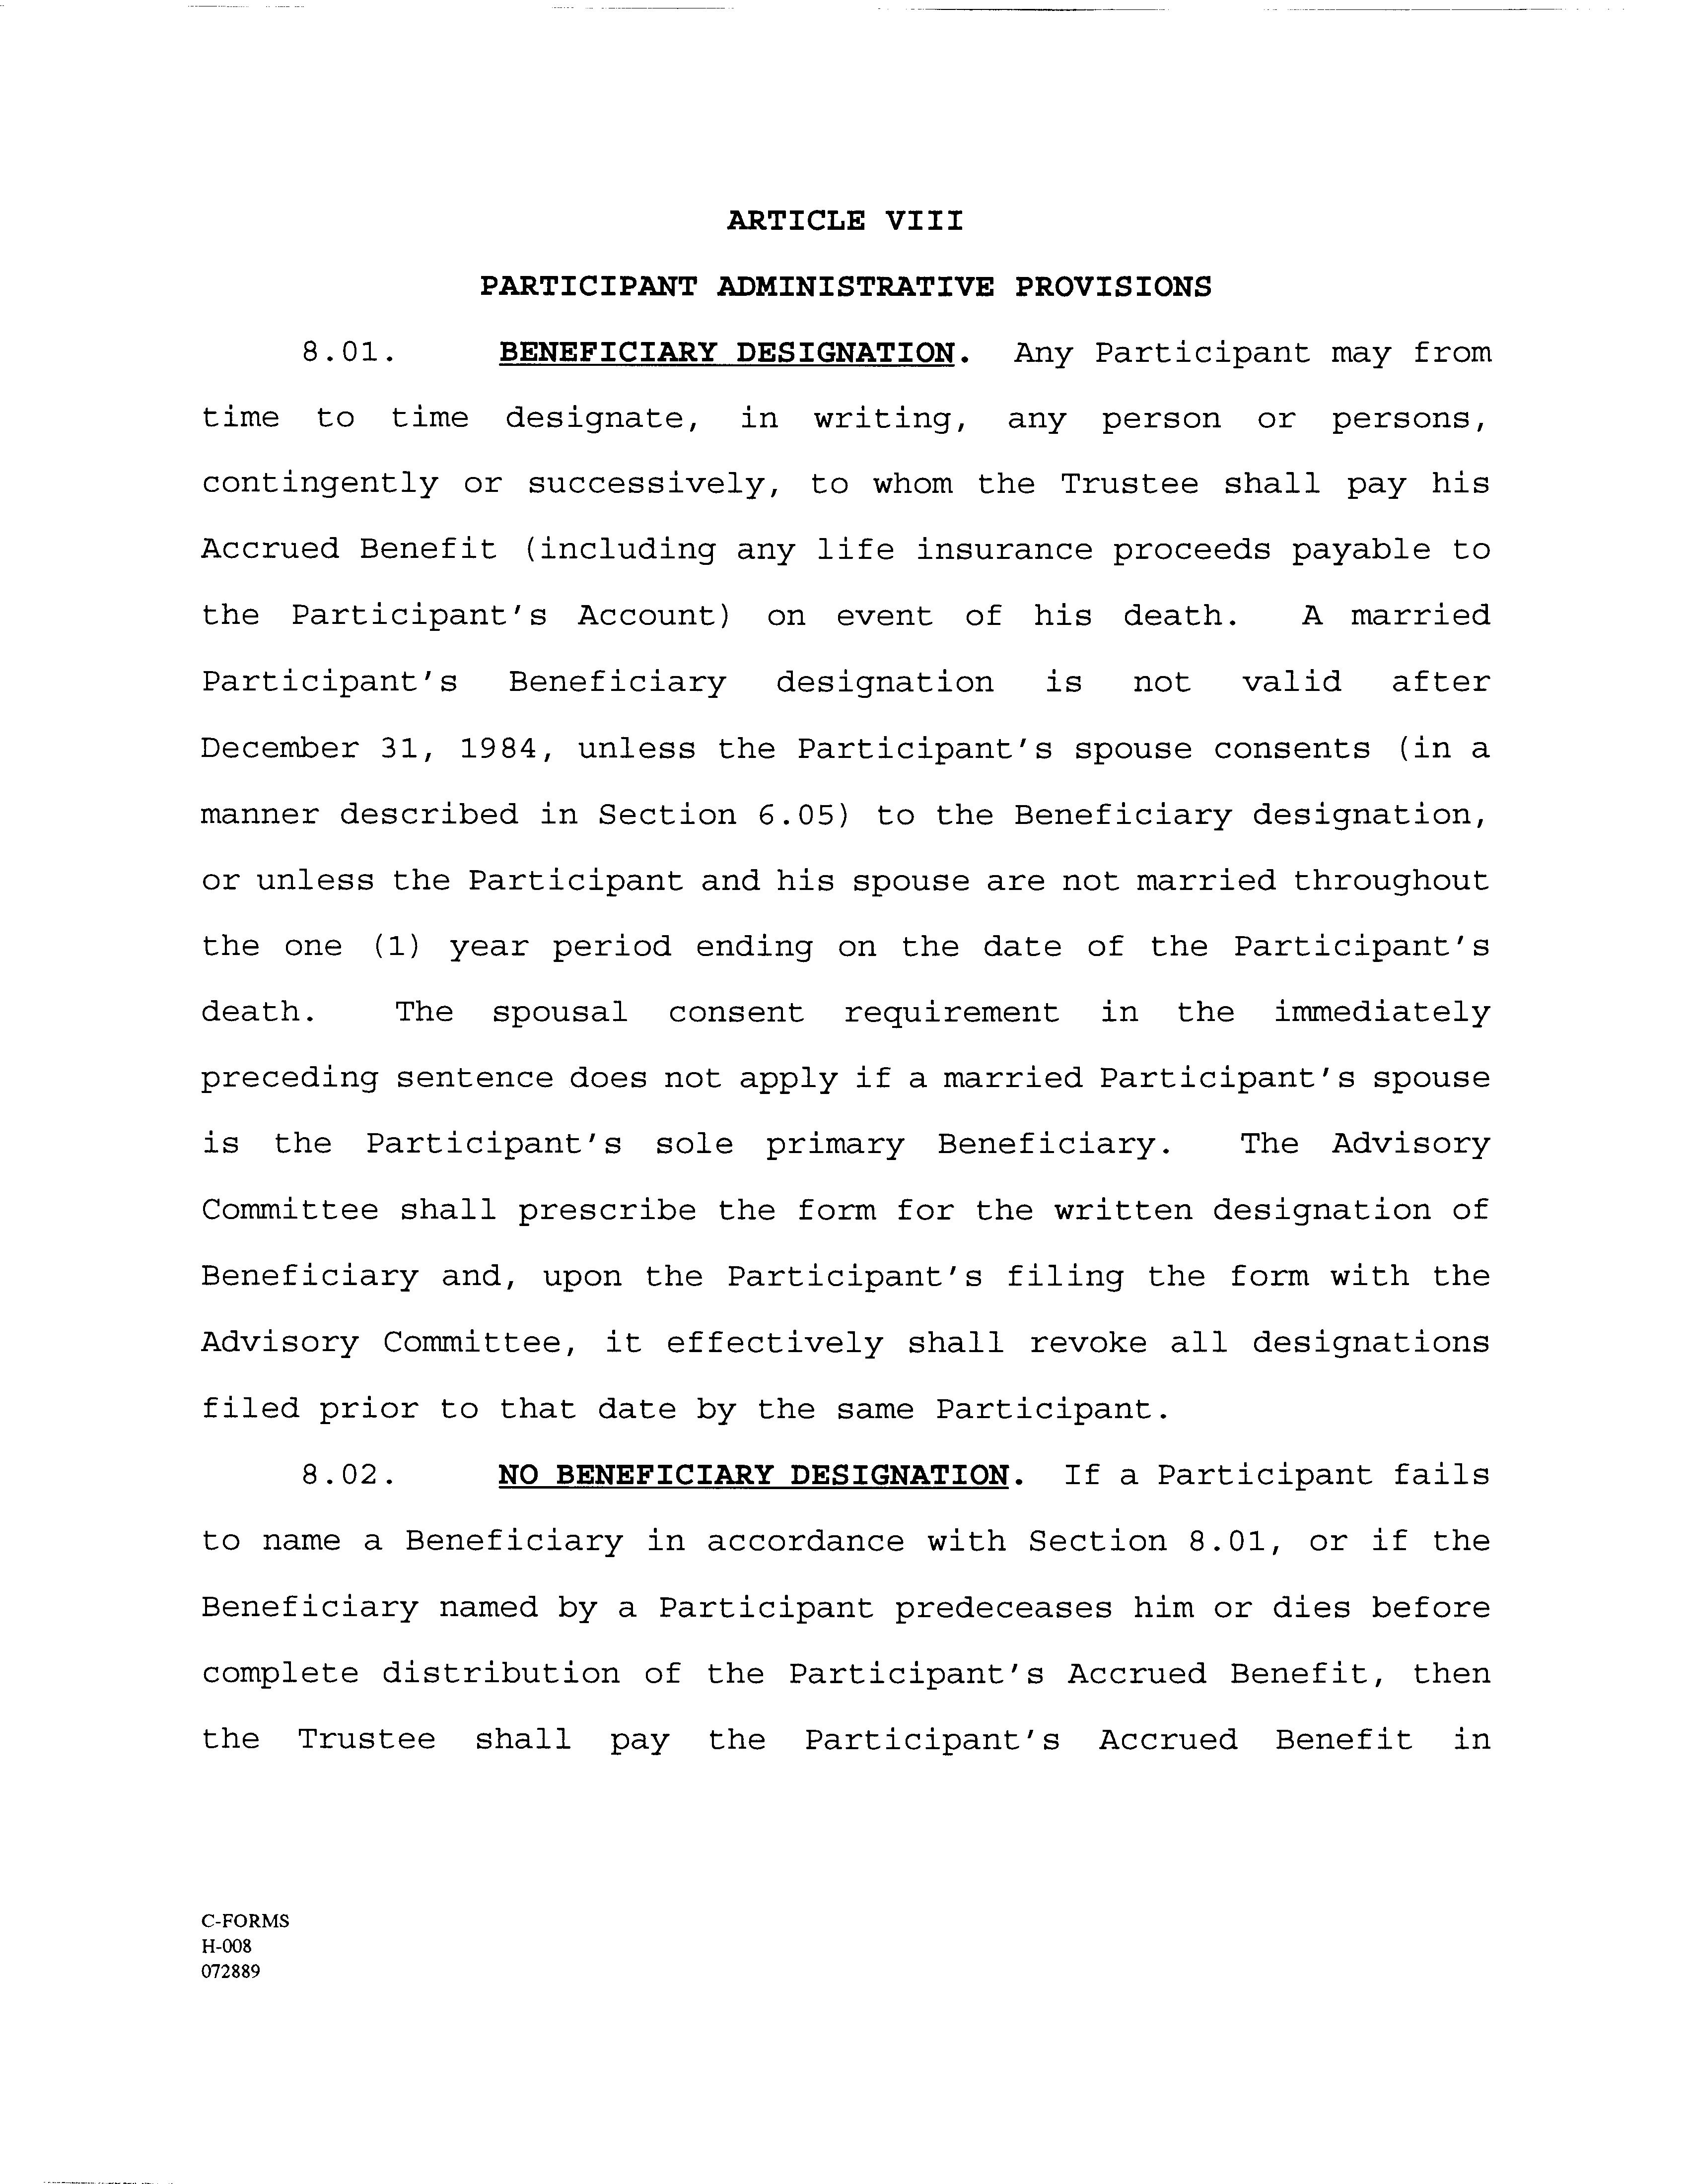 ARTICLE VIII
PARTICIPANT ADMINISTRATIVE PROVISIONS
8.01. BENEFICIARY DESIGNATION. Any Participant may from
time to time designate, in writing, any person or persons,
contingently or successively, to whom the Trustee shall pay his
Accrued Benefit (including any life insurance proceeds payable to
the Participant's Account) on event of his death. A married
Participant's Beneficiary designation is not valid after
December 31, 1984, unless the Participant's spouse consents (in a
manner described in Section 6.05) to the Beneficiary designation,
or unless the Participant and his spouse are not married throughout
the one (1) year period ending on the date of the Participant's
death. The spousal consent requirement in the immediately
preceding sentence does not apply if a married Participant's spouse
is the Participant's sole primary Beneficiary. The Advisory
Committee shall prescribe the form for the written designation of
Beneficiary and, upon the Participant's filing the form with the
Advisory Committee, it effectively shall revoke all designations
filed prior to that date by the same Participant.
8.02. NO BENEFICIARY DESIGNATION. If a Participant fails
to name a Beneficiary in accordance with Section 8.01, or if the
Beneficiary named by a Participant predeceases him or dies before
complete distribution of the Participant's Accrued Benefit, then
the Trustee shall pay the Participant's Accrued Benefit in
C-FORMS
H-008
072889